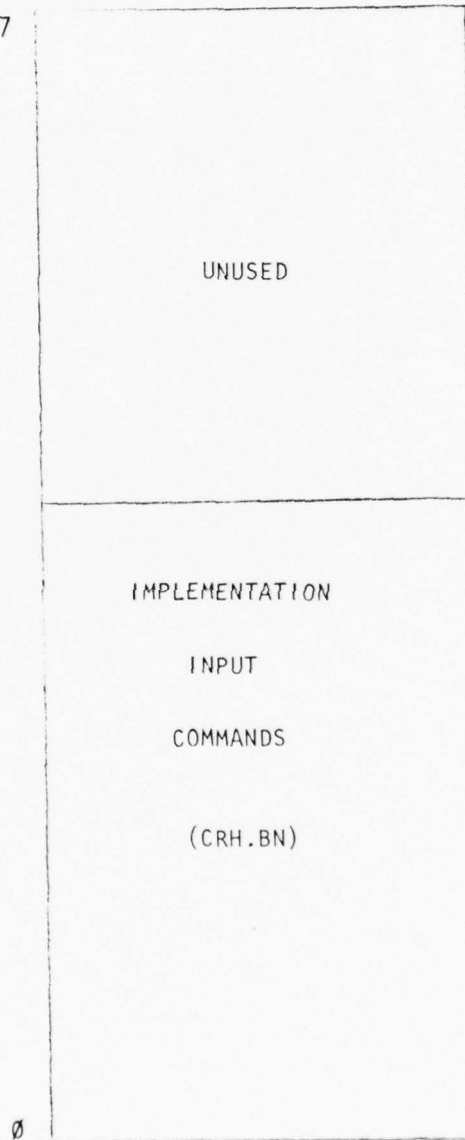 7
UNUSED
IMPLEMENTATION
INPUT
COMMANDS
(CRH.BN)
Ø